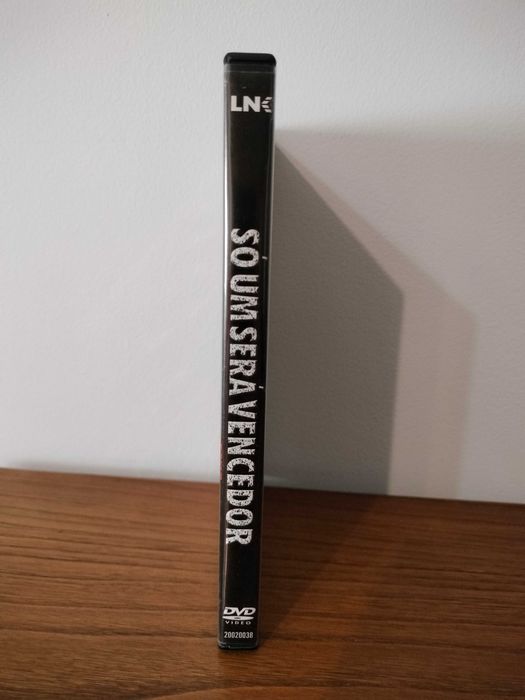 LNK
SÓ UM SERÁ VENCEDOR
DVD
VIDEO
20020038